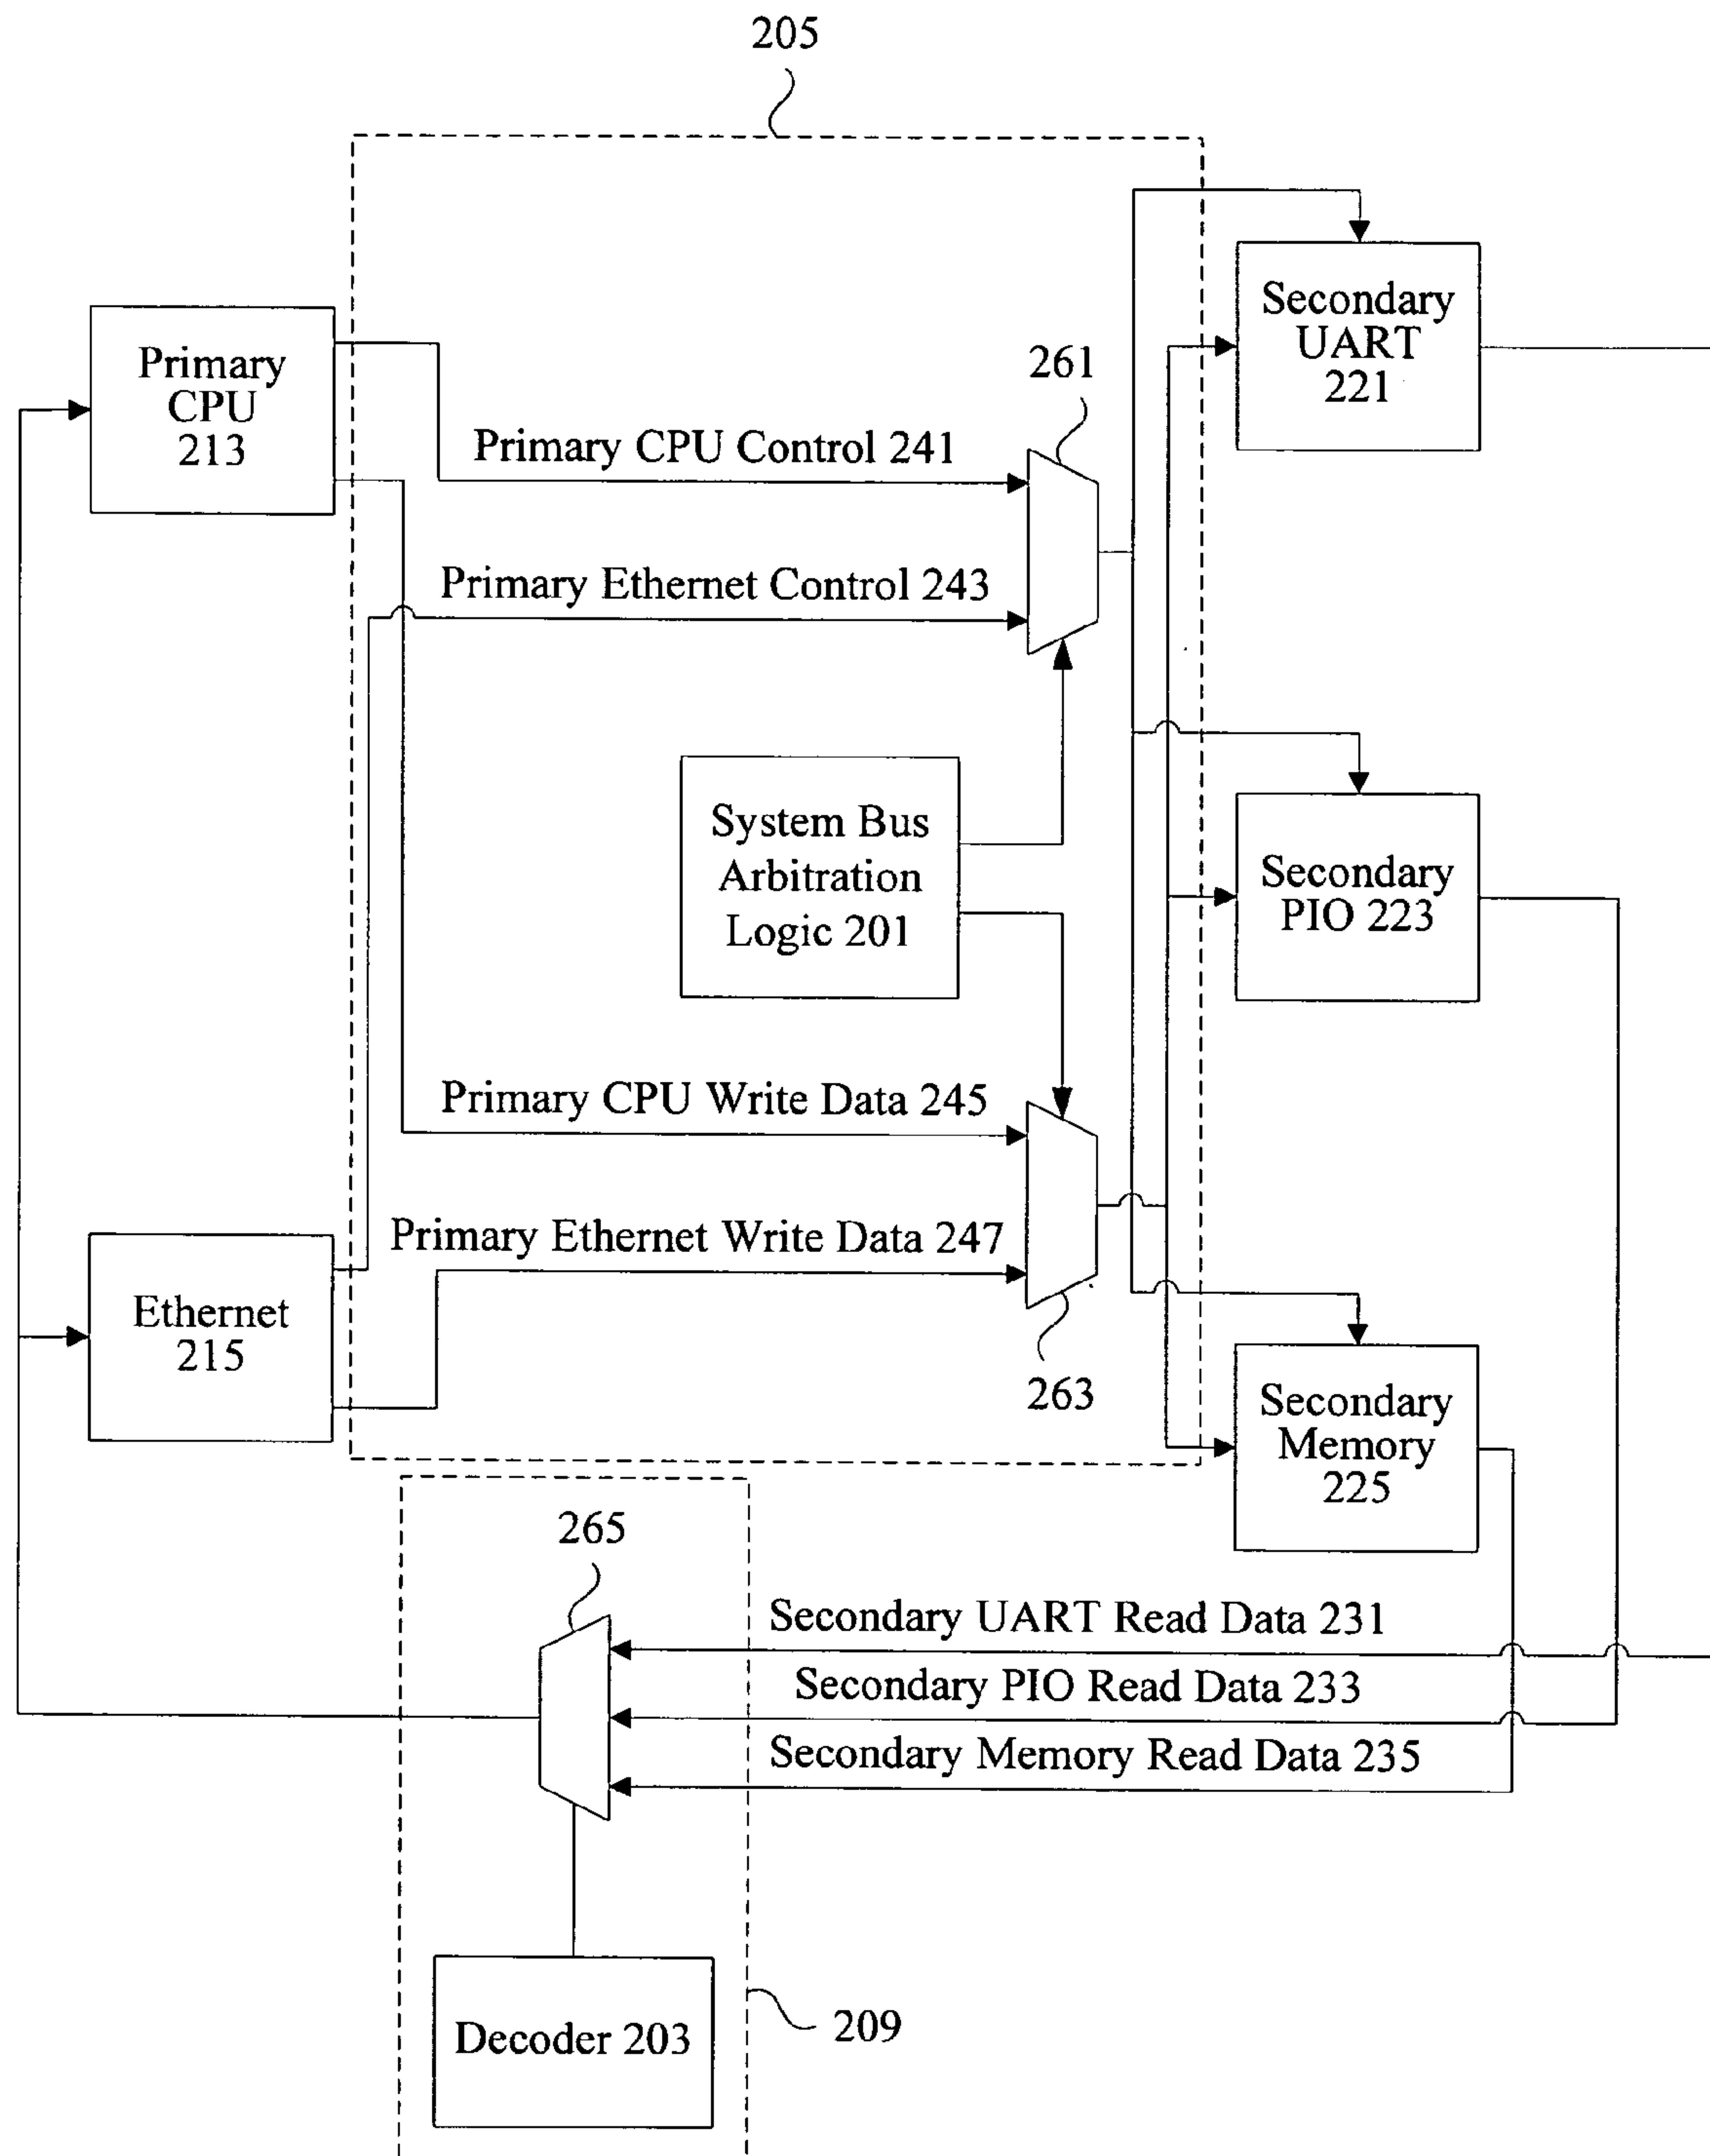 205
Secondary
UART
221
Primary
CPU
213
261
Primary CPU Control 241
Primary Ethernet Control 243
System Bus
Arbitration
Logic 201
Secondary
PIO 223
Primary CPU Write Data 245
Primary Ethernet Write Data 247
Ethernet
215
263
Secondary
Memory
225
265
Secondary UART Read Data 231
Secondary PIO Read Data 233
Secondary Memory Read Data 235
Decoder 203
209